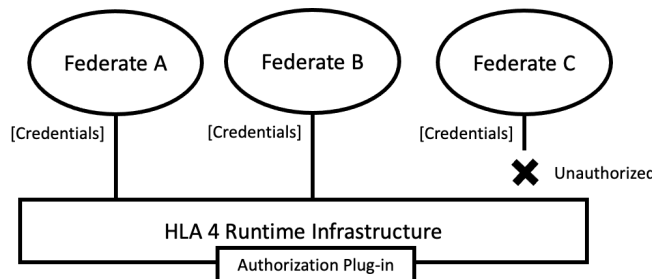 Federate A
Federate B
Federate C
[Credentials]
[Credentials]
[Credentials]
Unauthorized
HLA 4 Runtime Infrastructure
Authorization Plug-in